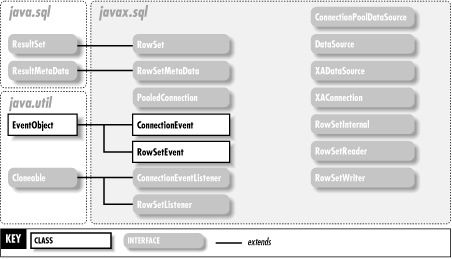 java.sql
ResultSet
ResultMetaData
java.util
EventObject
Cloneable
javax.sql
RowSet
RowSetMetaData
PooledConnection
ConnectionEvent
RowSetEvent
ConnectionEventListener
RowSetListener
ConnectionPoolDataSource
DataSource
XADataSource
XAConnection
RowSetInternal
RowSetReader
RowSetWriter
KEY
CLASS
INTERFACE
extends